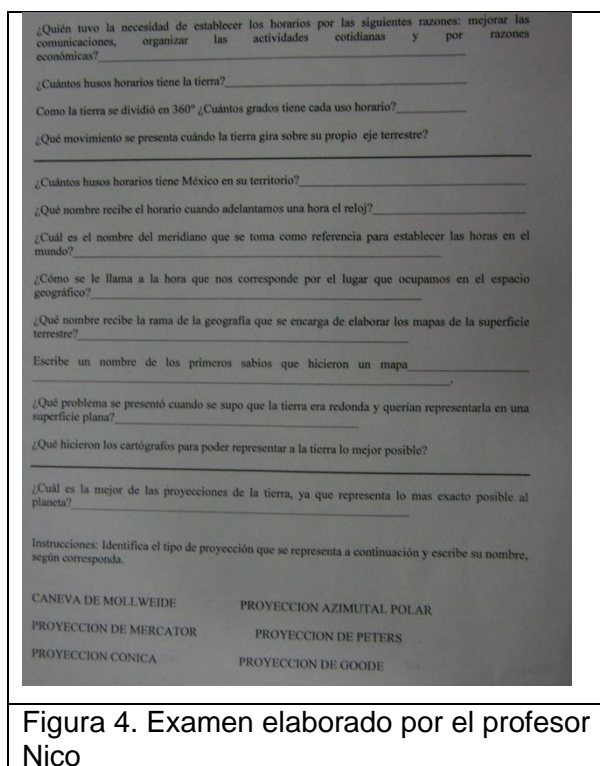 ¿Quién tuvo la necesidad de establecer los horarios por las siguientes razones: mejorar las
comunicaciones, organizar las actividades cotidianas y por razones
económicas?
¿Cuántos husos horarios tiene la tierra?
Como la tierra se dividió en 360° ¿Cuántos grados tiene cada uso horario?
¿Qué movimiento se presenta cuándo la tierra gira sobre su propio eje terrestre?
¿Cuántos husos horarios tiene México en su territorio?
¿Qué nombre recibe el horario cuando adelantamos una hora el reloj?
¿Cuál es el nombre del meridiano que se toma como referencia para establecer las horas en el
mundo?
¿Cómo se le llama a la hora que nos corresponde por el lugar que ocupamos en el espacio
geográfico?
¿Qué nombre recibe la rama de la geografía que se encarga de elaborar los mapas de la superficie
terrestre?
Escribe un nombre de los primeros sabios que hicieron un mapa
¿Qué problema se presentó cuando se supo que la tierra era redonda y querían representarla en una
superficie plana?
¿Qué hicieron los cartógrafos para poder representar a la tierra lo mejor posible?
¿Cuál es la mejor de las proyecciones de la tierra, ya que representa lo mas exacto posible al
planeta?
Instrucciones: Identifica el tipo de proyección que se representa a continuación y escribe su nombre,
según corresponda.
CANEVA DE MOLLWEIDE PROYECCION AZIMUTAL POLAR
PROYECCION DE MERCATOR PROYECCION DE PETERS
PROYECCION CONICA PROYECCION DE GOODE
Figura 4. Examen elaborado por el profesor
Nico